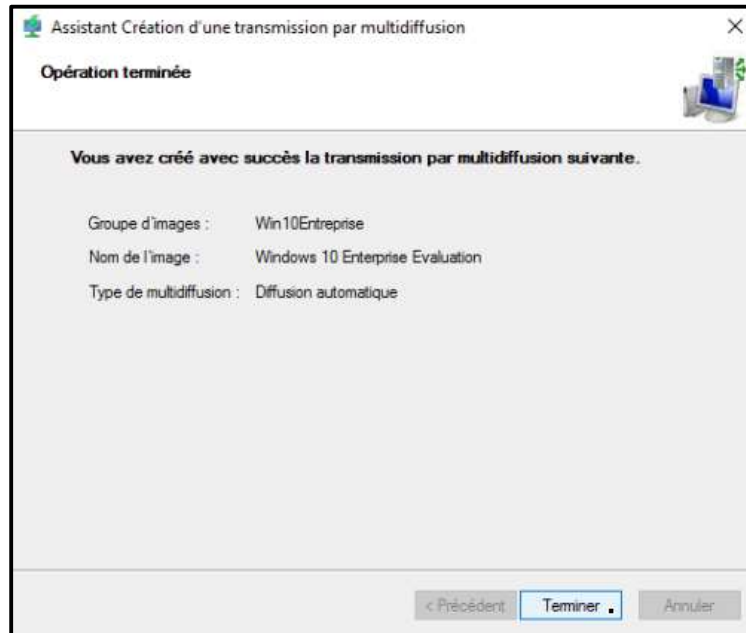 Assistant Création d'une transmission par multidiffusion
Opération terminée
Vous avez créé avec succès la transmission par multidiffusion suivante.
Groupe d'images : Win10Entreprise
Nom de l'image : Windows 10 Enterprise Evaluation
Type de multidiffusion : Diffusion automatique
< Précédent Terminer Annuler